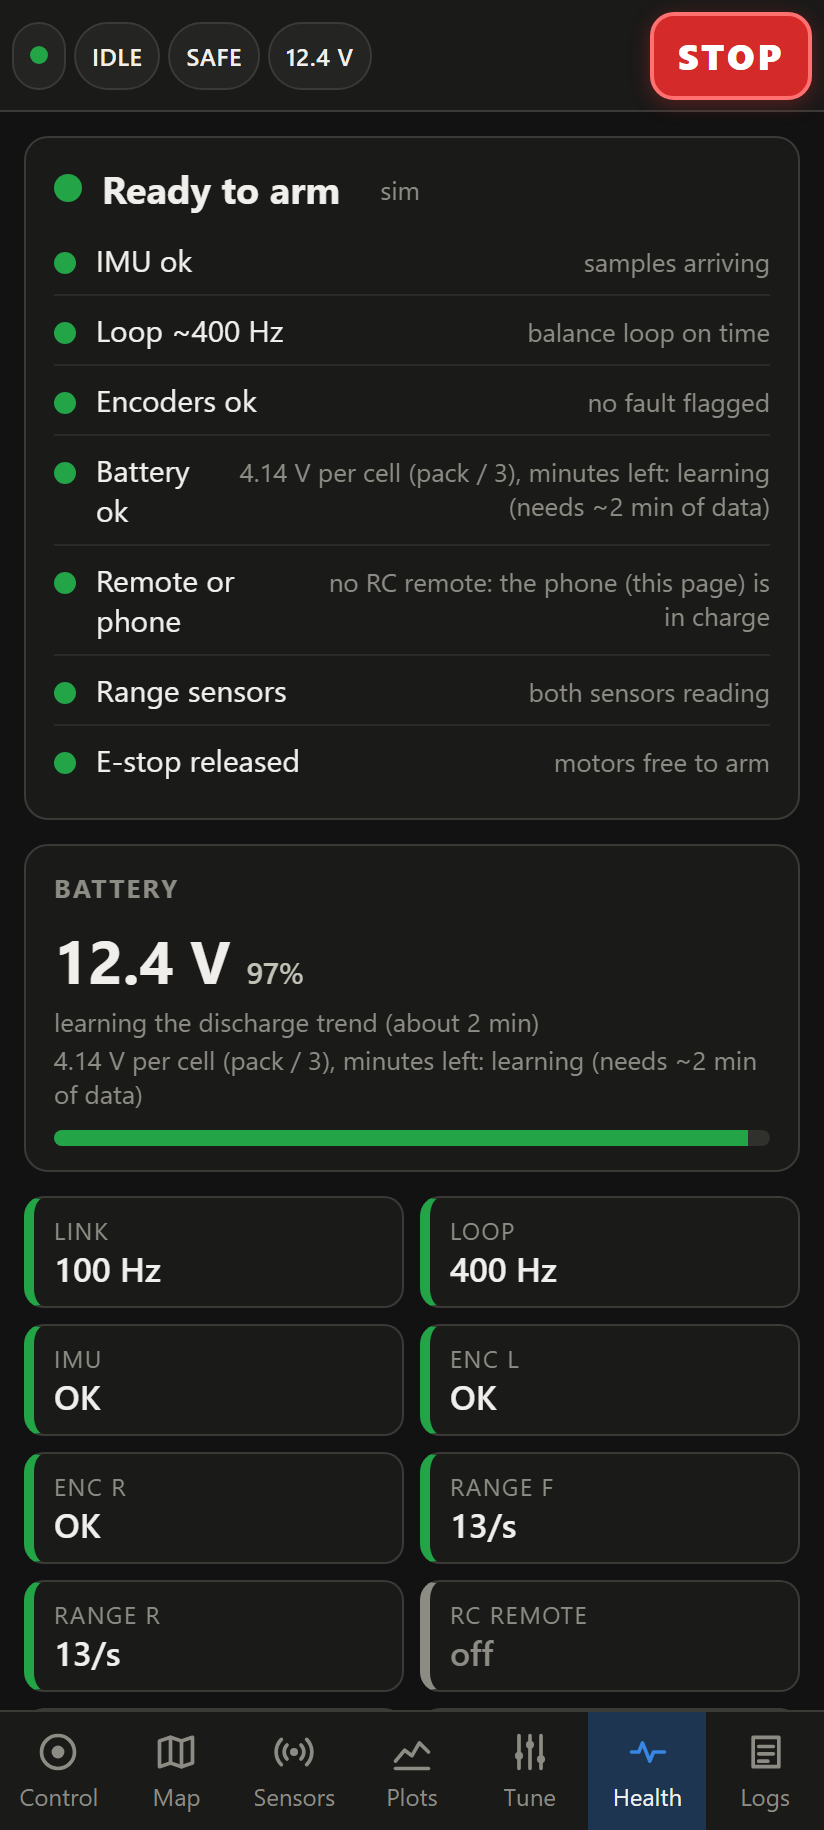 IDLE SAFE 12.4 V STOP
Ready to arm sim
IMU ok samples arriving
Loop ~400 Hz balance loop on time
Encoders ok no fault flagged
Battery ok 4.14 V per cell (pack / 3), minutes left: learning
(needs ~2 min of data)
Remote or phone no RC remote: the phone (this page) is
in charge
Range sensors both sensors reading
E-stop released motors free to arm
BATTERY
12.4 V 97%
learning the discharge trend (about 2 min)
4.14 V per cell (pack / 3), minutes left: learning (needs ~2 min
of data)
LINK
100 Hz
LOOP
400 Hz
IMU
OK
ENC L
OK
ENC R
OK
RANGE F
13/s
RANGE R
13/s
RC REMOTE
off
Control Map Sensors Plots Tune Health Logs